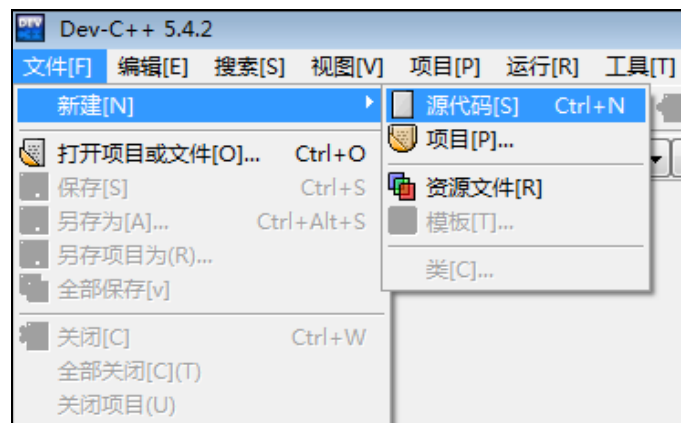 Dev-C++ 5.4.2
文件[F] 编辑[E] 搜索[S] 视图[V] 项目[P] 运行[R] 工具[T]
新建[N]
打开项目或文件[O]... Ctrl+O
保存[S] Ctrl+S
另存为[A]... Ctrl+Alt+S
另存项目为(R)...
全部保存[v]
关闭[C] Ctrl+W
全部关闭[C](T)
关闭项目(U)
源代码[S] Ctrl+N
项目[P]...
资源文件[R]
模板[T]...
类[C]...